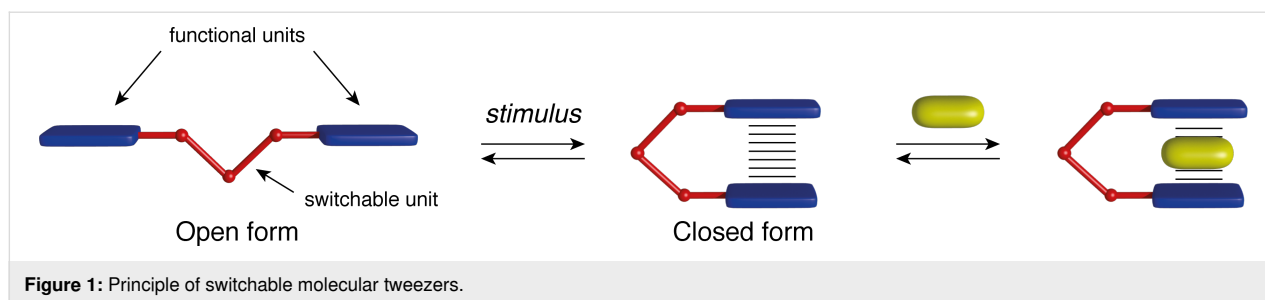 functional units
stimulus
switchable unit
Open form
Closed form
Figure 1: Principle of switchable molecular tweezers.